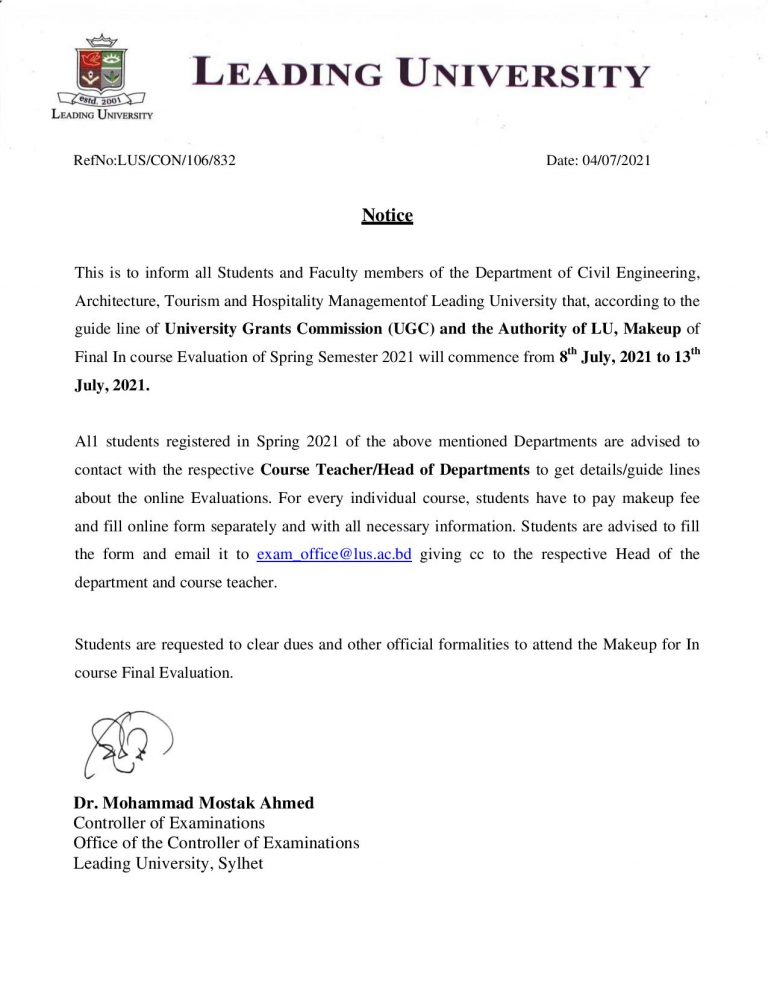 LEADING UNIVERSITY
estd. 2001
LEADING UNIVERSITY
RefNo:LUS/CON/106/832 Date: 04/07/2021
Notice
This is to inform all Students and Faculty members of the Department of Civil Engineering,
Architecture, Tourism and Hospitality Managementof Leading University that, according to the
guide line of University Grants Commission (UGC) and the Authority of LU, Makeup of
Final In course Evaluation of Spring Semester 2021 will commence from 8th July, 2021 to 13th
July, 2021.
All students registered in Spring 2021 of the above mentioned Departments are advised to
contact with the respective Course Teacher/Head of Departments to get details/guide lines
about the online Evaluations. For every individual course, students have to pay makeup fee
and fill online form separately and with all necessary information. Students are advised to fill
the form and email it to exam_office@lus.ac.bd giving cc to the respective Head of the
department and course teacher.
Students are requested to clear dues and other official formalities to attend the Makeup for In
course Final Evaluation.
Dr. Mohammad Mostak Ahmed
Controller of Examinations
Office of the Controller of Examinations
Leading University, Sylhet